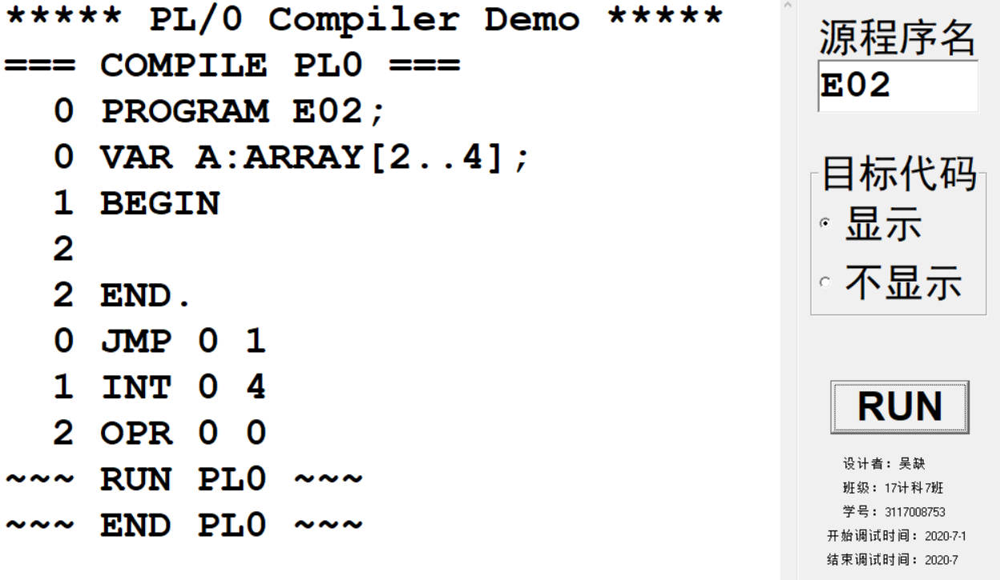 ***** PL/0 Compiler Demo *****
=== COMPILE PL0 ===
0 PROGRAM E02;
0 VAR A:ARRAY[2..4];
1 BEGIN
2
2 END.
0 JMP 0 1
1 INT 0 4
2 OPR 0 0
~~~ RUN PL0 ~~~
~~~ END PL0 ~~~
源程序名
E02
目标代码
显示
不显示
RUN
设计者：吴缺
班级：17计科7班
学号：3117008753
开始调试时间：2020-7-1
结束调试时间：2020-7